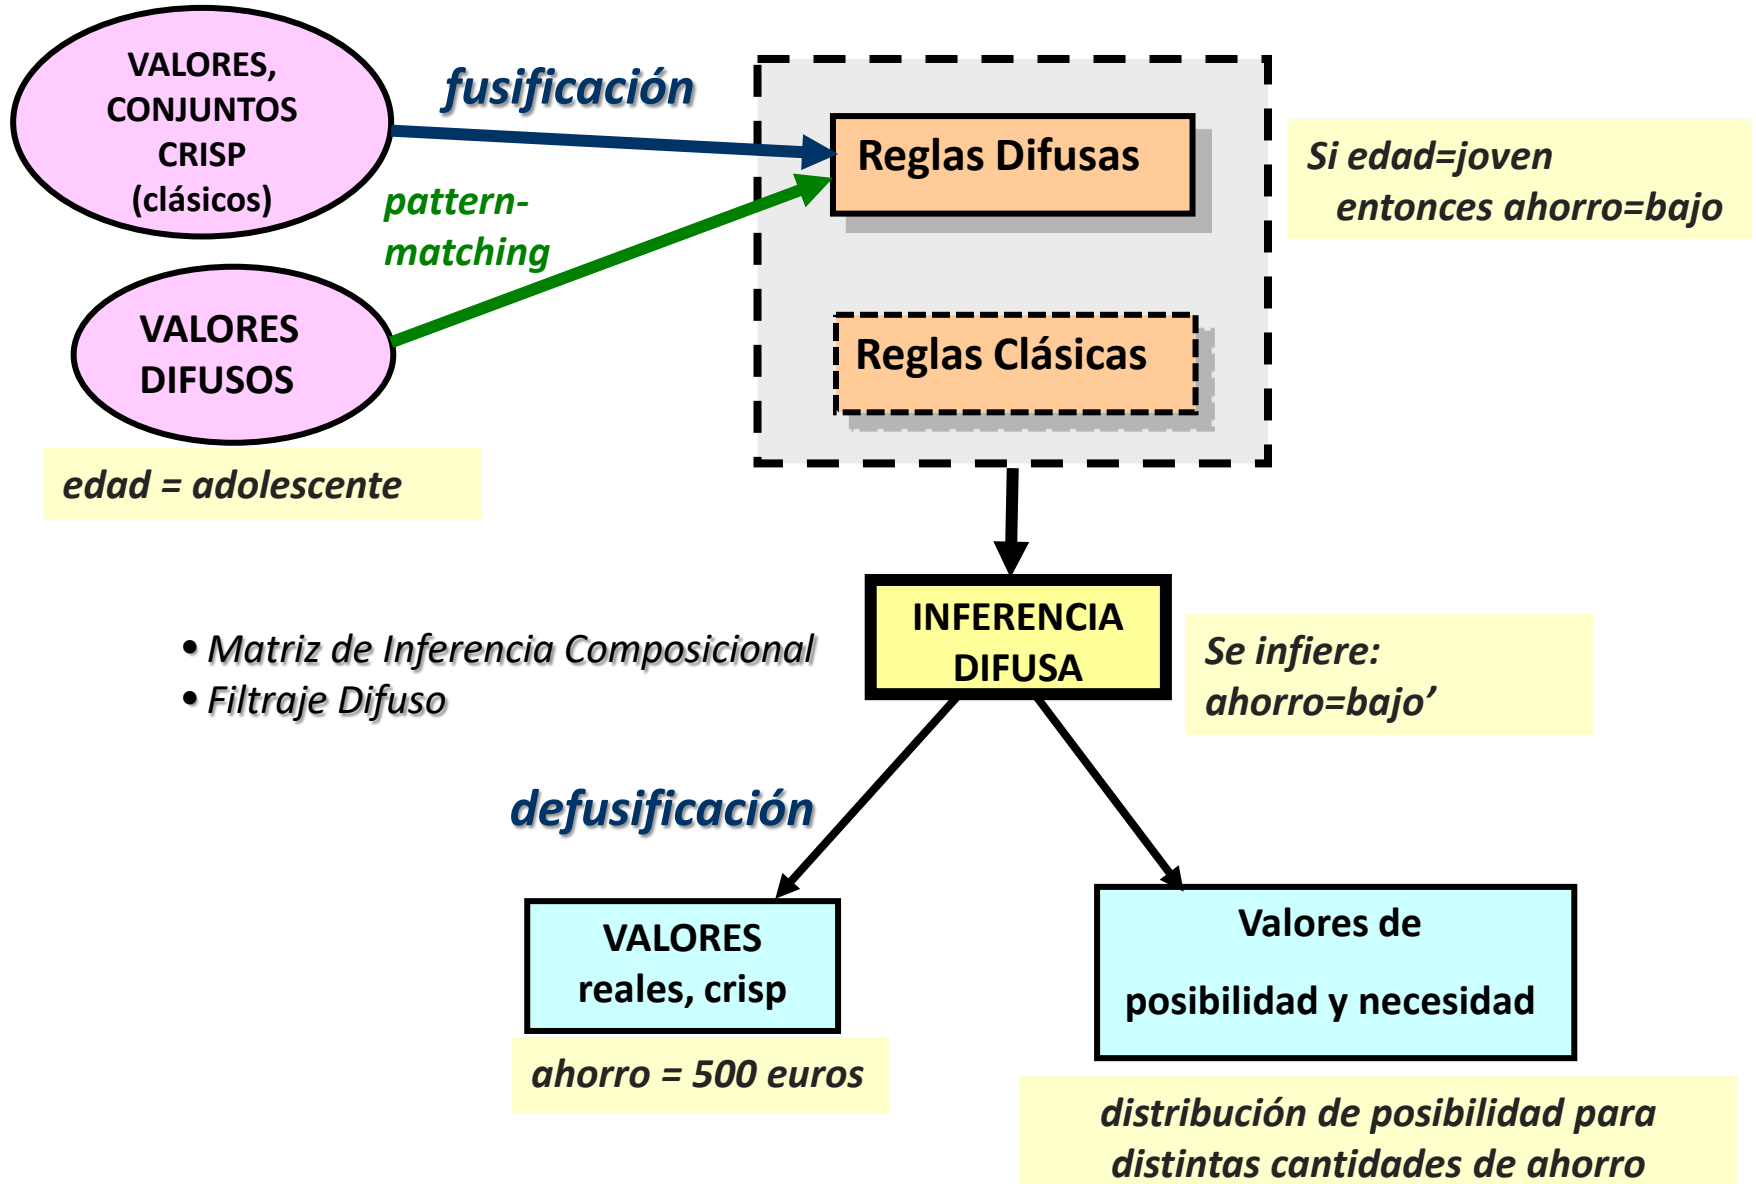 VALORES,
CONJUNTOS
CRISP
(clásicos)
fusificación
pattern-
matching
VALORES
DIFUSOS
edad = adolescente
Reglas Difusas
Reglas Clásicas
Si edad=joven
entonces ahorro=bajo
• Matriz de Inferencia Composicional
• Filtraje Difuso
INFERENCIA
DIFUSA
Se infiere:
ahorro=bajo’
defusificación
VALORES
reales, crisp
ahorro = 500 euros
Valores de
posibilidad y necesidad
distribución de posibilidad para
distintas cantidades de ahorro